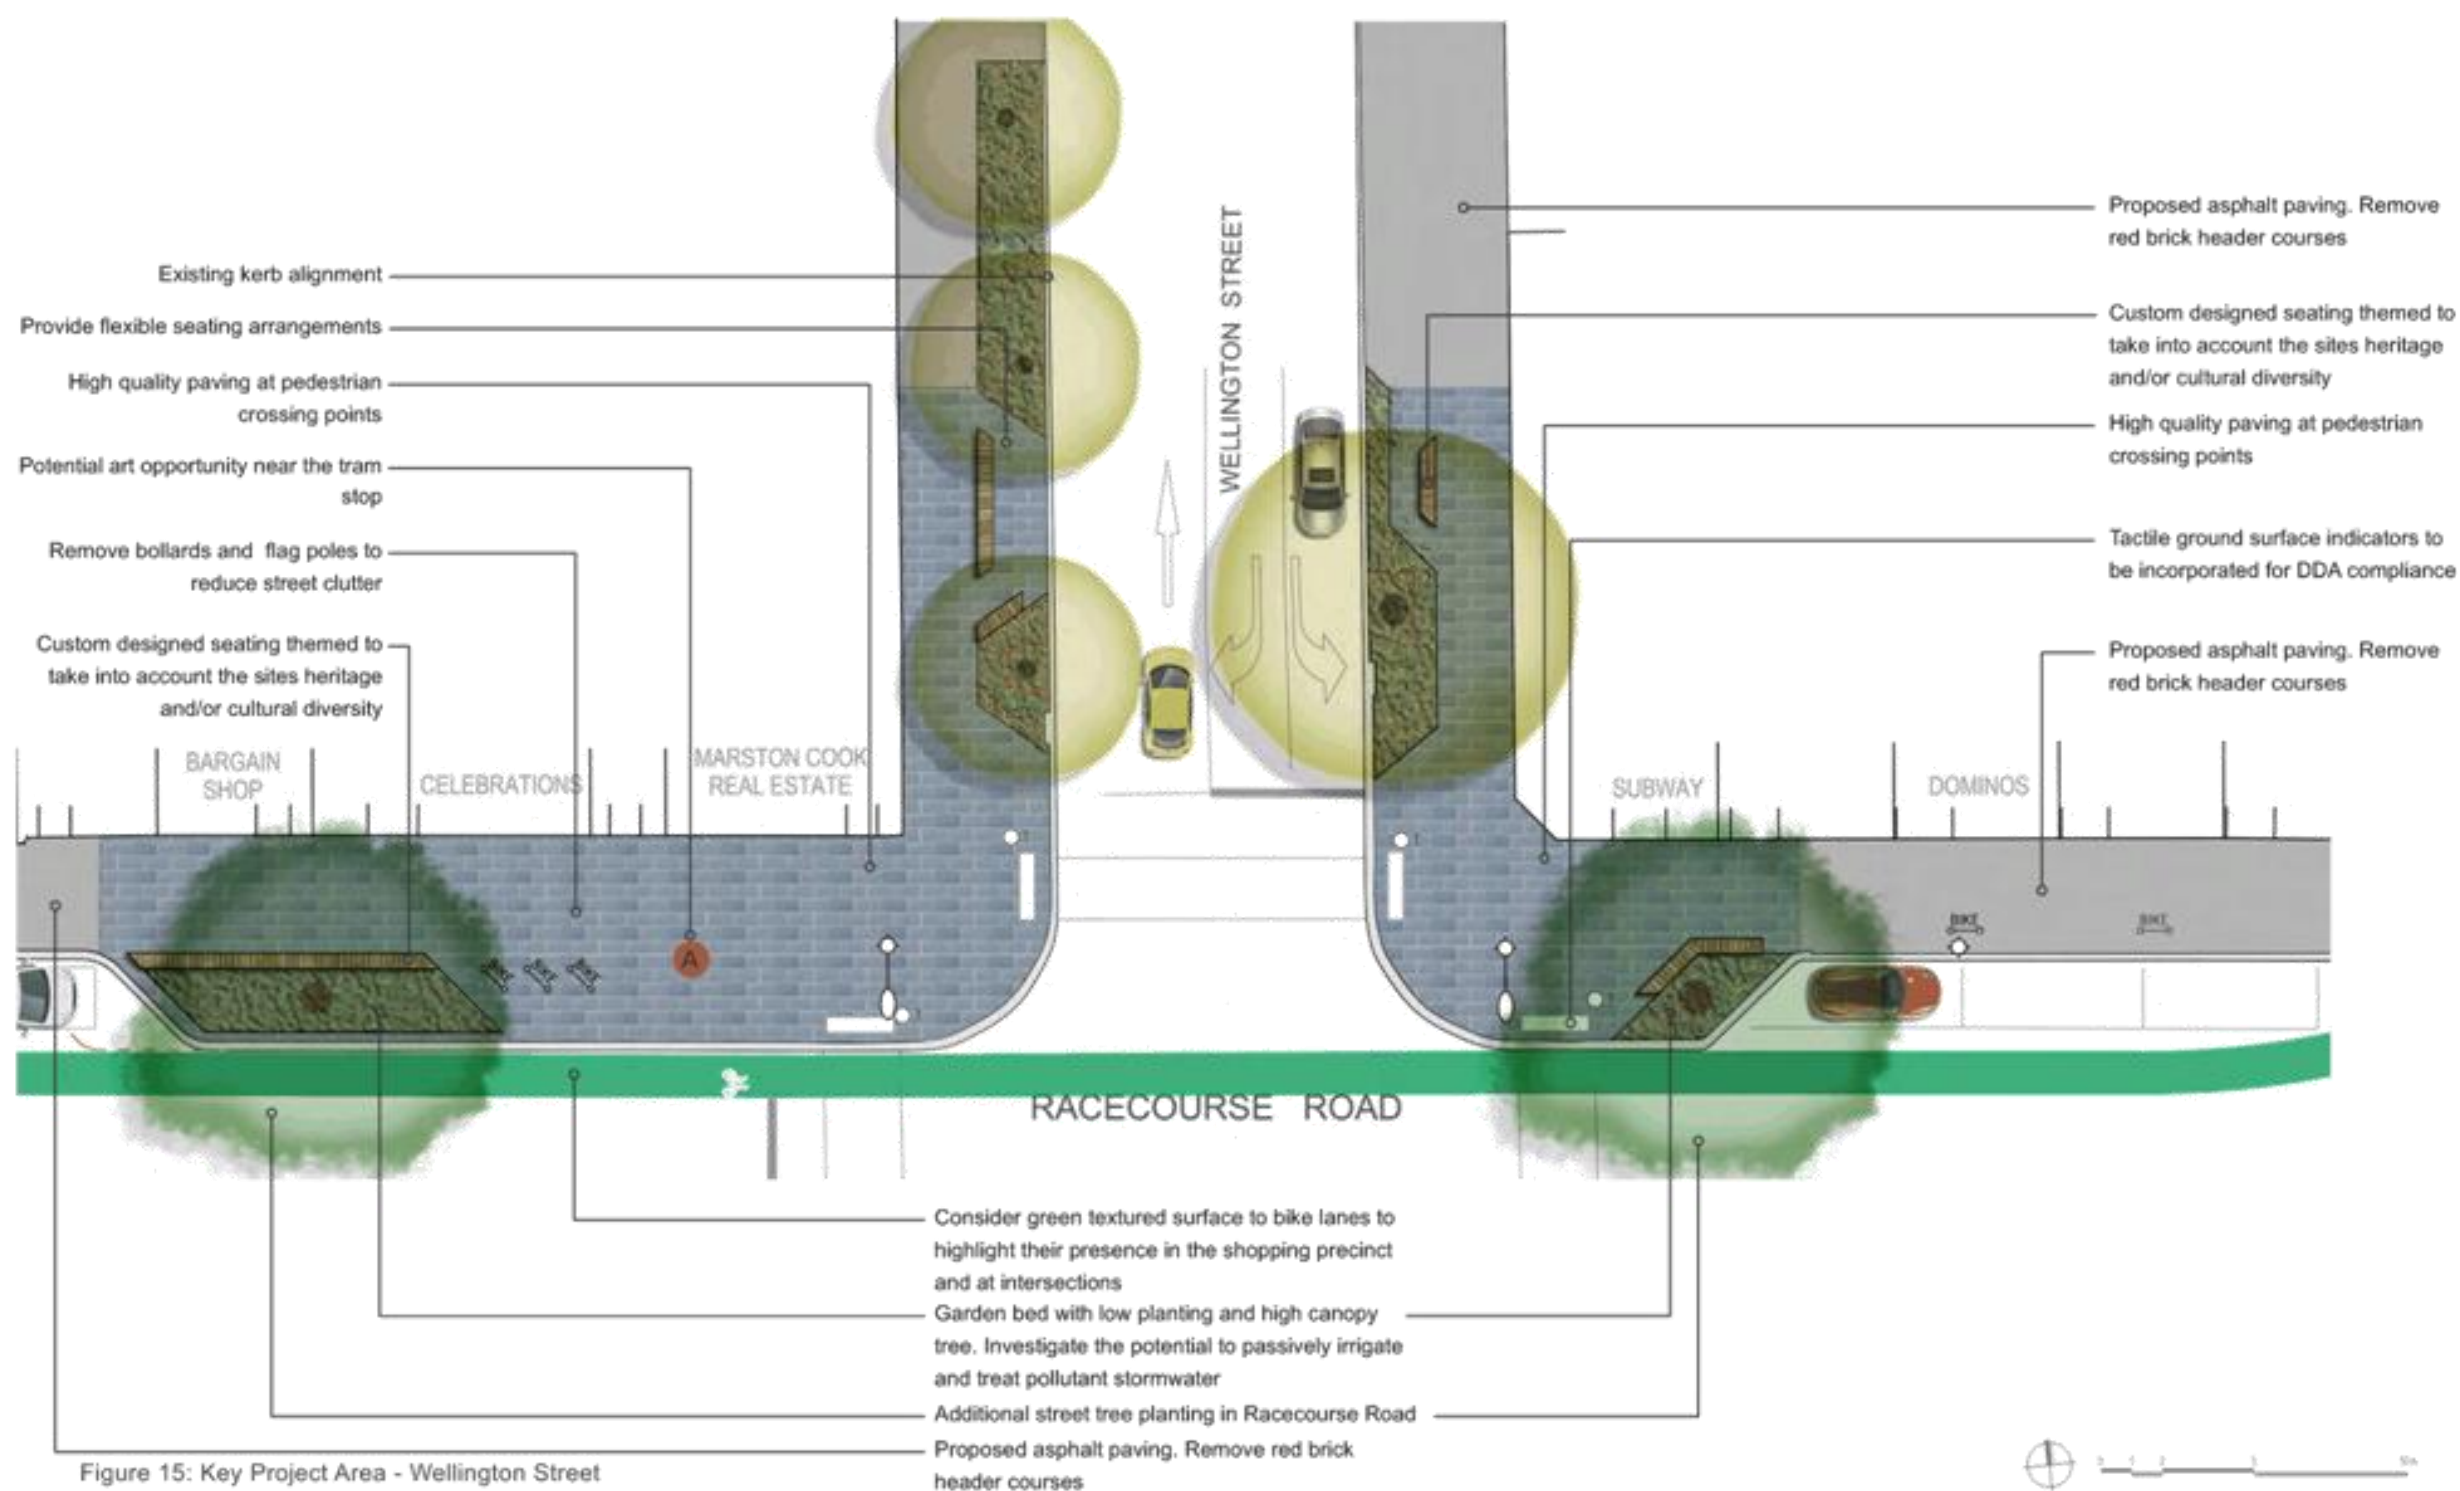 Existing kerb alignment
Provide flexible seating arrangements
High quality paving at pedestrian
crossing points
Potential art opportunity near the tram
stop
Remove bollards and flag poles to
reduce street clutter
Custom designed seating themed to
take into account the sites heritage
and/or cultural diversity
BARGAIN
SHOP
CELEBRATIONS
MARSTON COOK
REAL ESTATE
WELLINGTON STREET
Proposed asphalt paving. Remove
red brick header courses
Custom designed seating themed to
take into account the sites heritage
and/or cultural diversity
High quality paving at pedestrian
crossing points
Tactile ground surface indicators to
be incorporated for DDA compliance
Proposed asphalt paving. Remove
red brick header courses
SUBWAY
DOMINOS
BIKE
BIKE
BIKE
A
BIKE
BIKE
RACECOURSE ROAD
Consider green textured surface to bike lanes to
highlight their presence in the shopping precinct
and at intersections
Garden bed with low planting and high canopy
tree. Investigate the potential to passively irrigate
and treat pollutant stormwater
Additional street tree planting in Racecourse Road
Proposed asphalt paving. Remove red brick
header courses
Figure 15: Key Project Area - Wellington Street